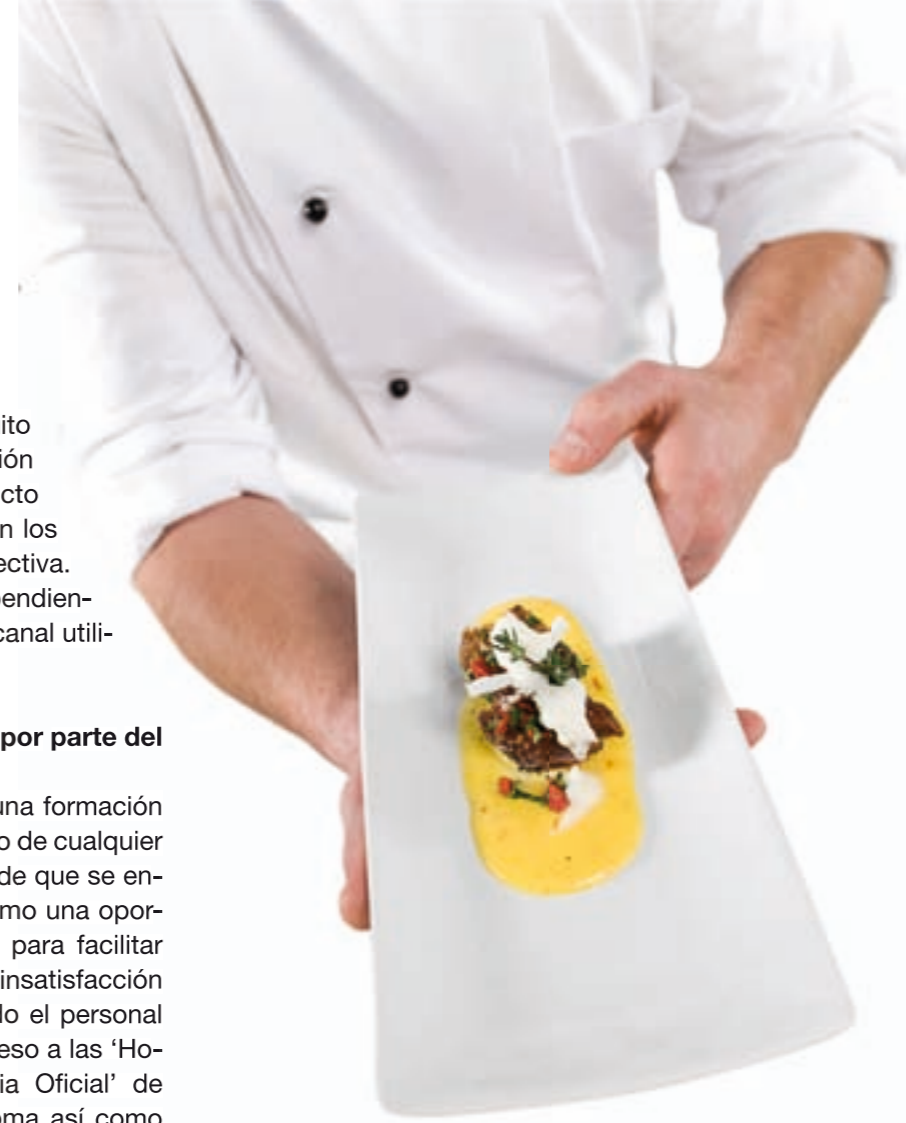 ito
ión
cto
n los
ectiva.
pendien-
canal utili-
por parte del
una formación
o de cualquier
de que se en-
mo una opor-
para facilitar
insatisfacción
lo el personal
eso a las ‘Ho-
ia Oficial’ de
oma así como